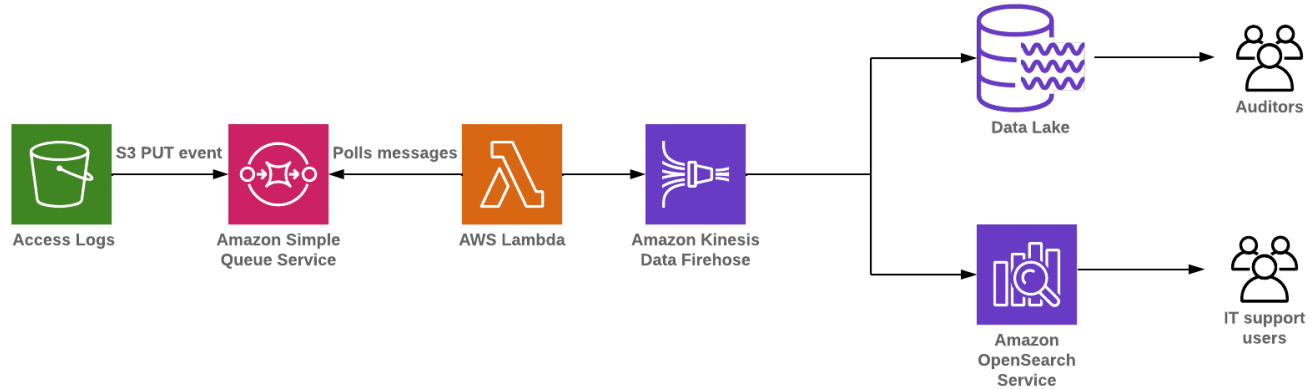 S3 PUT event
Polls messages
Access Logs
Amazon Simple
Queue Service
AWS Lambda
Amazon Kinesis
Data Firehose
Data Lake
Auditors
Amazon
OpenSearch
Service
IT support
users